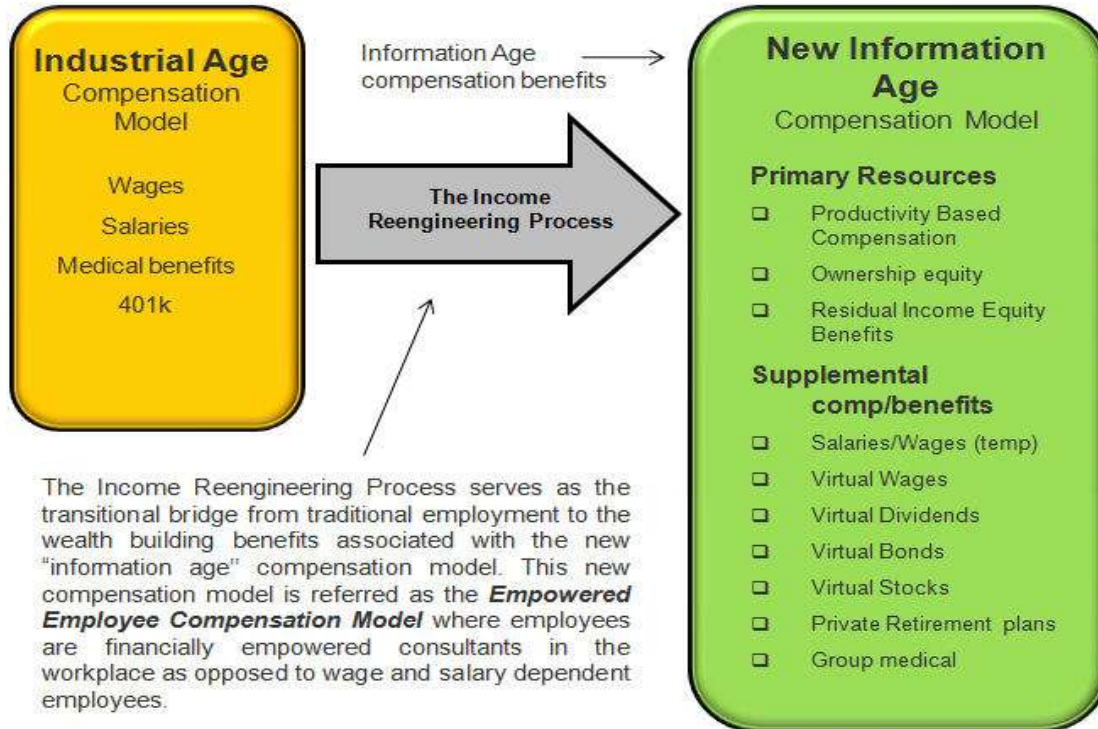 Industrial Age
Compensation
Model
Wages
Salaries
Medical benefits
401k
Information Age
compensation benefits
The Income
Reengineering Process
The Income Reengineering Process serves as the
transitional bridge from traditional employment to the
wealth building benefits associated with the new
“information age” compensation model. This new
compensation model is referred as the Empowered
Employee Compensation Model where employees
are financially empowered consultants in the
workplace as opposed to wage and salary dependent
employees.
New Information
Age
Compensation Model
Primary Resources
Productivity Based
Compensation
Ownership equity
Residual Income Equity
Benefits
Supplemental
comp/benefits
Salaries/Wages (temp)
Virtual Wages
Virtual Dividends
Virtual Bonds
Virtual Stocks
Private Retirement plans
Group medical